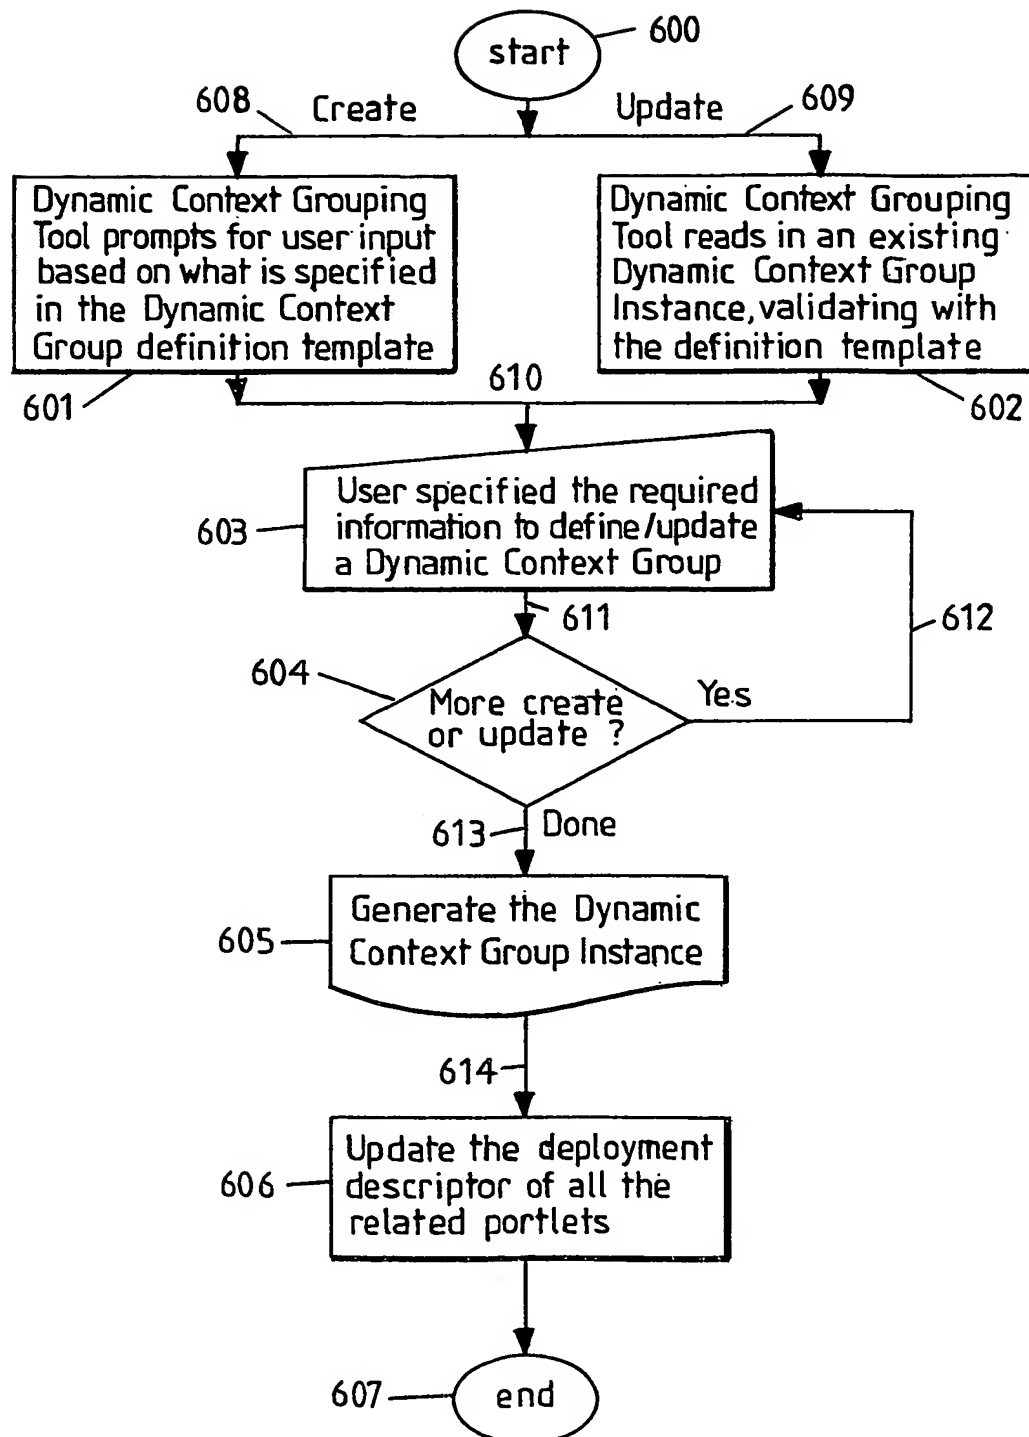 start
600
608
Create
Update
609
Dynamic Context Grouping
Tool prompts for user input
based on what is specified
in the Dynamic Context
Group definition template
601
Dynamic Context Grouping
Tool reads in an existing
Dynamic Context Group
Instance, validating with
the definition template
602
610
User specified the required
information to define/update
a Dynamic Context Group
603
611
612
604
More create
or update ?
Yes
613
Done
Generate the Dynamic
Context Group Instance
605
614
Update the deployment
descriptor of all the
related portlets
606
607
end